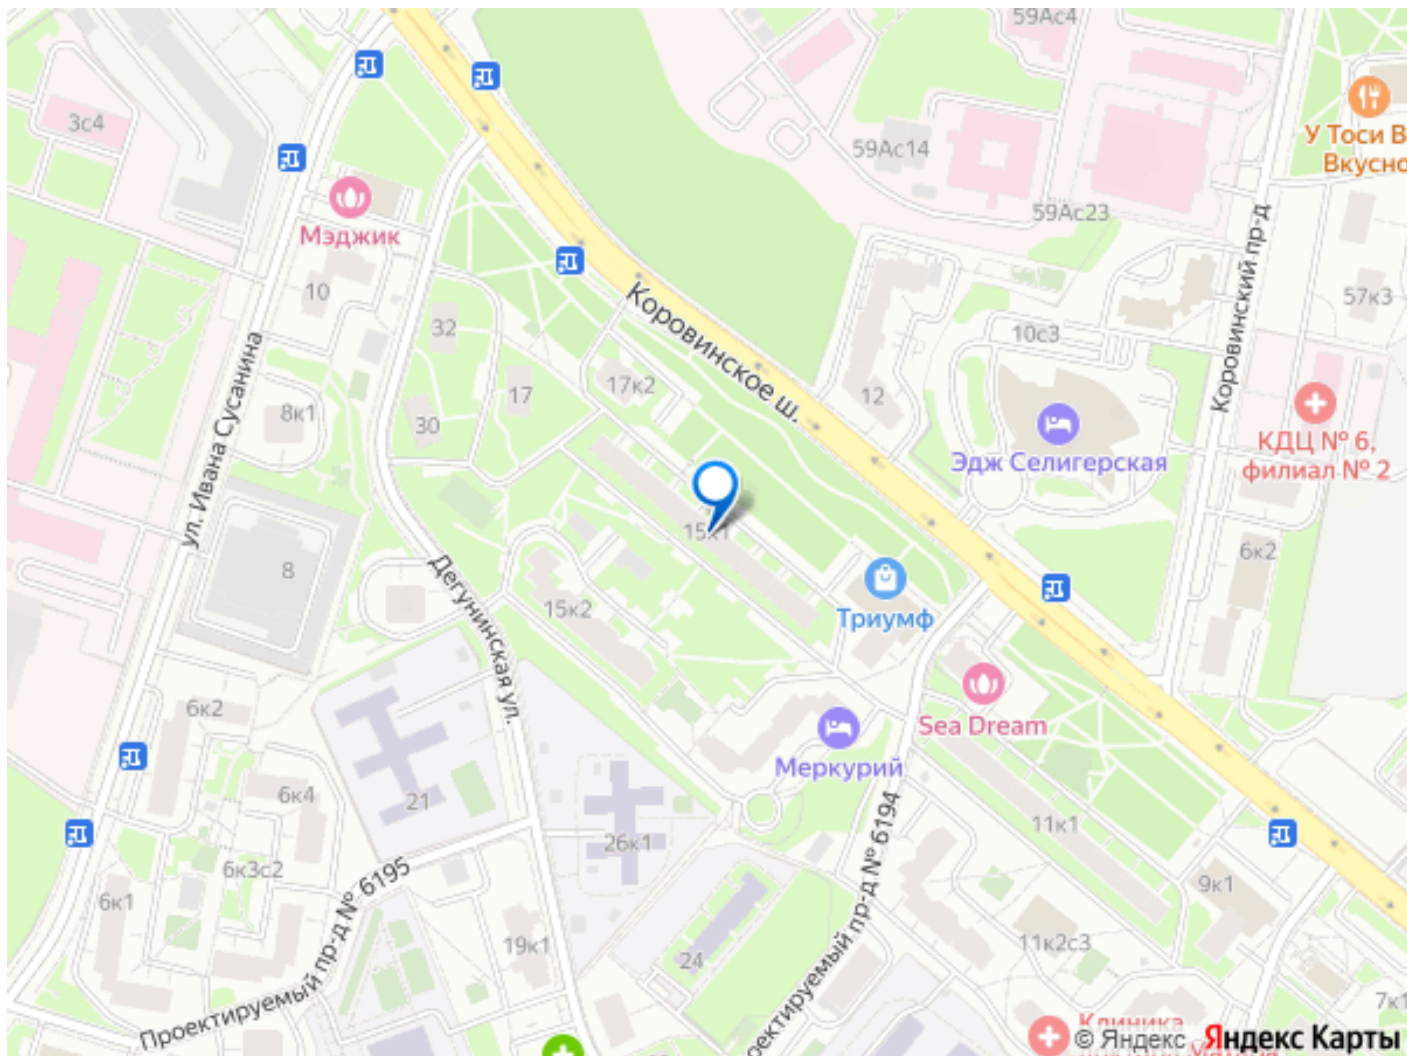 59Ас4
3с4
У Тоси В
Вкусно
59Ас14
59Ас23
Мэджик
Коровинский пр-д
10
57к3
Коровинское ш.
32
10с3
17к2
17
12
ул. Ивана Сусанина
8к1
30
КДЦ № 6,
филиал № 2
Эдж Селигерская
15к1
6к2
8
Дегунинская ул.
15к2
Триумф
6к2
Sea Dream
Меркурий
6к4
21
11к1
26к1
6к3с2
Проектируемый пр-д № 6195
9к1
6к1
19к1
11к2с3
24
оектируемый пр-д № 6194
7к1
Клиника
© Яндекс Яндекс Карты